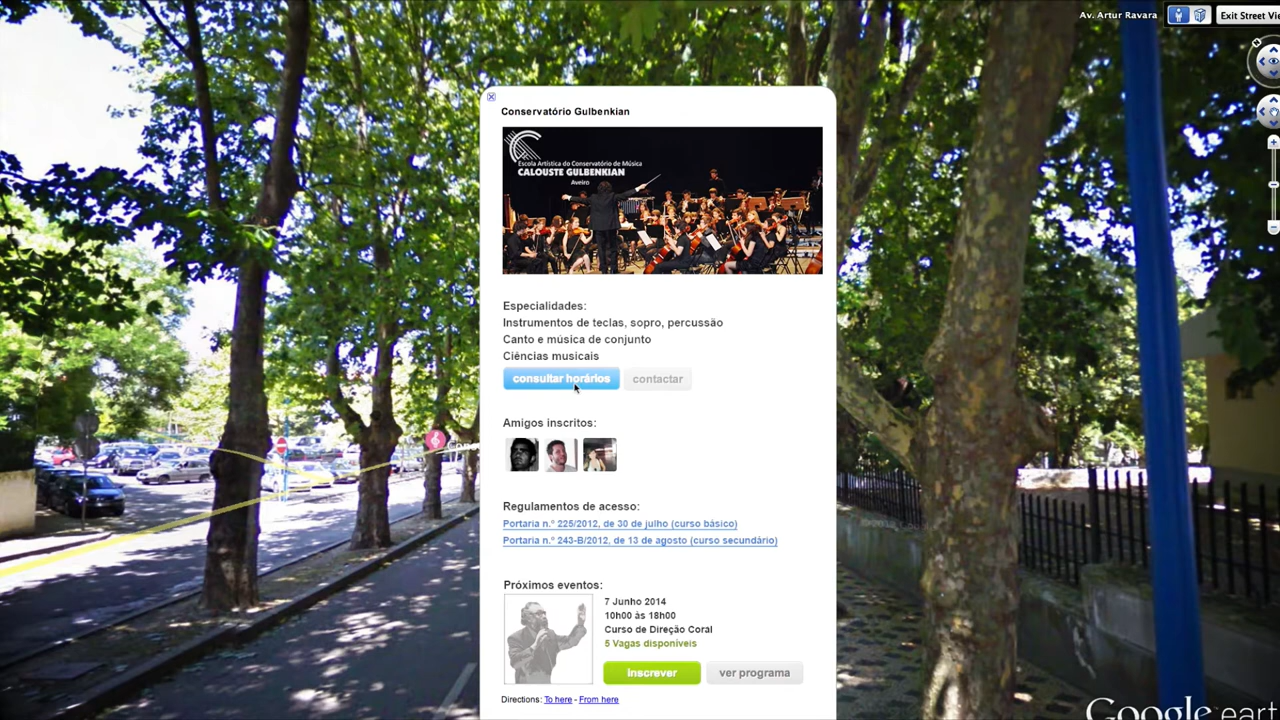 Av. Artur Ravara
Exit Street Vie
Conservatório Gulbenkian
Escola Artística do Conservatório de Música
CALOUSTE GULBENKIAN
Aveiro
Especialidades:
Instrumentos de teclas, sopro, percussão
Canto e música de conjunto
Ciências musicais
consultar horários
contactar
Amigos inscritos:
Cons
Regulamentos de acesso:
Portaria n.º 225/2012, de 30 de julho (curso básico)
Portaria n.º 243-B/2012, de 13 de agosto (curso secundário)
Próximos eventos:
7 Junho 2014
10h00 às 18h00
Curso de Direção Coral
5 Vagas disponíveis
Inscrever
ver programa
Directions: To here - From here
Google eart